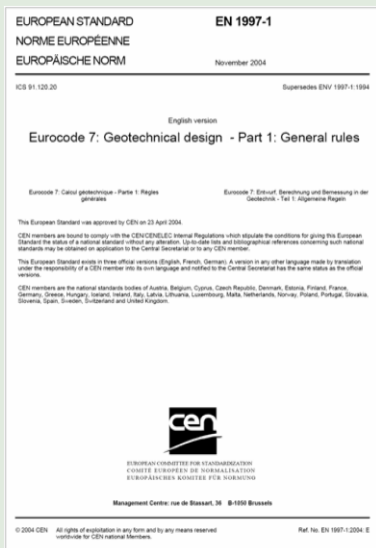 EUROPEAN STANDARD
NORME EUROPÉENNE
EUROPÄISCHE NORM
EN 1997-1
November 2004
ICS 91.120.20
Supersedes ENV 1997-1:1994
English version
Eurocode 7: Geotechnical design - Part 1: General rules
Eurocode 7: Calcul géotechnique - Partie 1: Règles
générales
Eurocode 7: Entwurf, Berechnung und Bemessung in der
Geotechnik - Teil 1: Allgemeine Regeln
This European Standard was approved by CEN on 23 April 2004.
CEN members are bound to comply with the CEN/CENELEC Internal Regulations which stipulate the conditions for giving this European
Standard the status of a national standard without any alteration. Up-to-date lists and bibliographical references concerning such national
standards may be obtained on application to the Central Secretariat or to any CEN member.
This European Standard exists in three official versions (English, French, German). A version in any other language made by translation
under the responsibility of a CEN member into its own language and notified to the Central Secretariat has the same status as the official
versions.
CEN members are the national standards bodies of Austria, Belgium, Cyprus, Czech Republic, Denmark, Estonia, Finland, France,
Germany, Greece, Hungary, Iceland, Ireland, Italy, Latvia, Lithuania, Luxembourg, Malta, Netherlands, Norway, Poland, Portugal, Slovakia,
Slovenia, Spain, Sweden, Switzerland and United Kingdom.
cen
EUROPEAN COMMITTEE FOR STANDARDIZATION
COMITÉ EUROPÉEN DE NORMALISATION
EUROPÄISCHES KOMITEE FÜR NORMUNG
Management Centre: rue de Stassart, 36 B-1050 Brussels
© 2004 CEN All rights of exploitation in any form and by any means reserved
worldwide for CEN national Members.
Ref. No. EN 1997-1:2004: E